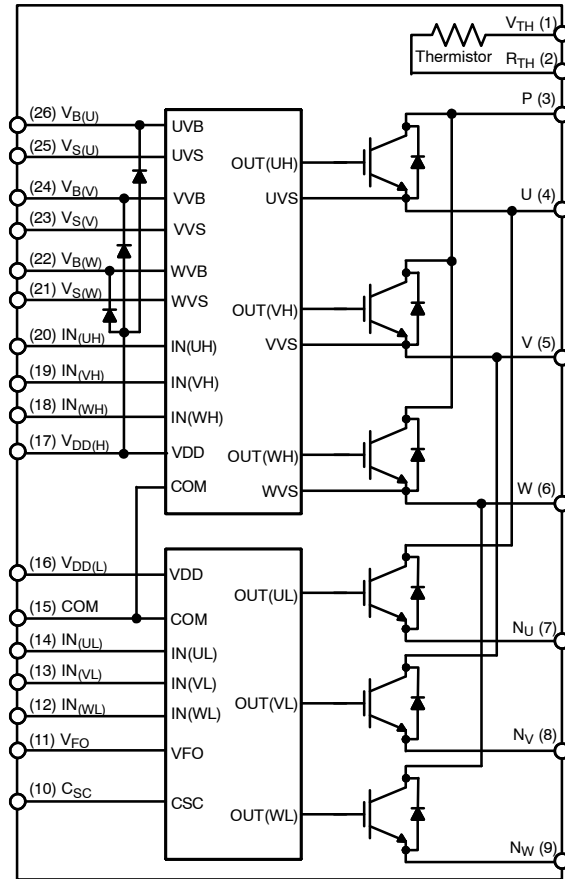 V_TH (1)
Thermistor
R_TH (2)
P (3)
(26) V_B(U)
UVB
(25) V_S(U)
UVS
OUT(UH)
(24) V_B(V)
VVB
UVS
U (4)
(23) V_S(V)
VVS
(22) V_B(W)
WVB
(21) V_S(W)
WVS
OUT(VH)
(20) IN_(UH)
IN(UH)
VVS
V (5)
(19) IN_(VH)
IN(VH)
(18) IN_(WH)
IN(WH)
(17) V_DD(H)
VDD
OUT(WH)
COM
WVS
W (6)
(16) V_DD(L)
VDD
OUT(UL)
(15) COM
COM
N_U (7)
(14) IN_(UL)
IN(UL)
(13) IN_(VL)
IN(VL)
(12) IN_(WL)
IN(WL)
OUT(VL)
(11) V_FO
VFO
N_V (8)
(10) C_SC
CSC
OUT(WL)
N_W (9)